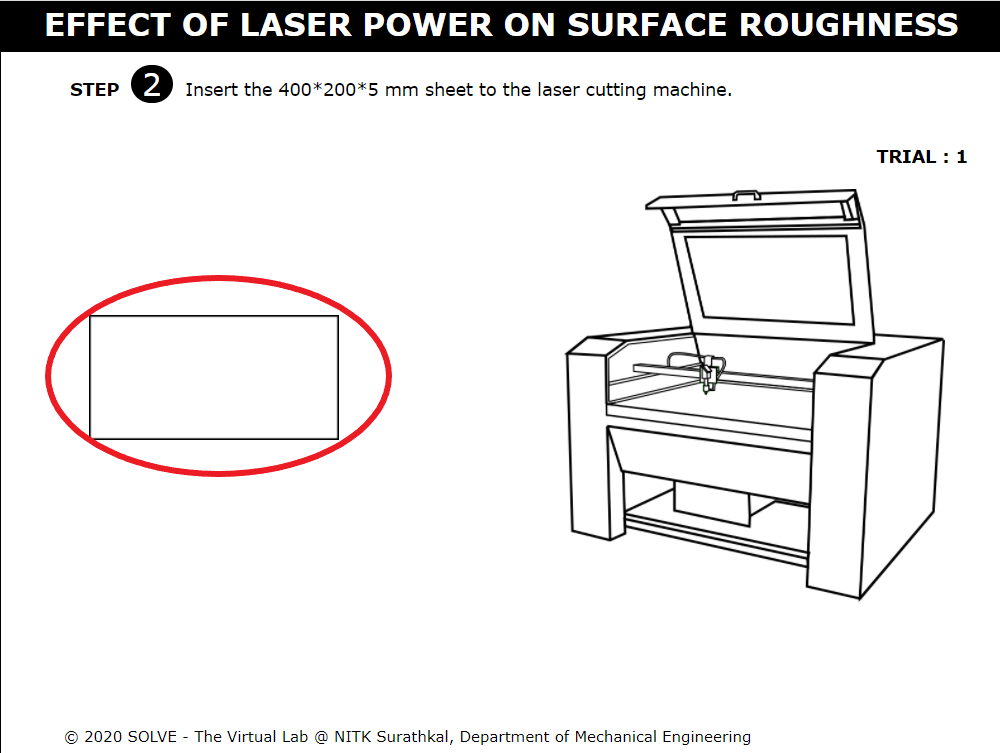 EFFECT OF LASER POWER ON SURFACE ROUGHNESS
STEP 2 Insert the 400*200*5 mm sheet to the laser cutting machine.
TRIAL : 1
© 2020 SOLVE - The Virtual Lab @ NITK Surathkal, Department of Mechanical Engineering